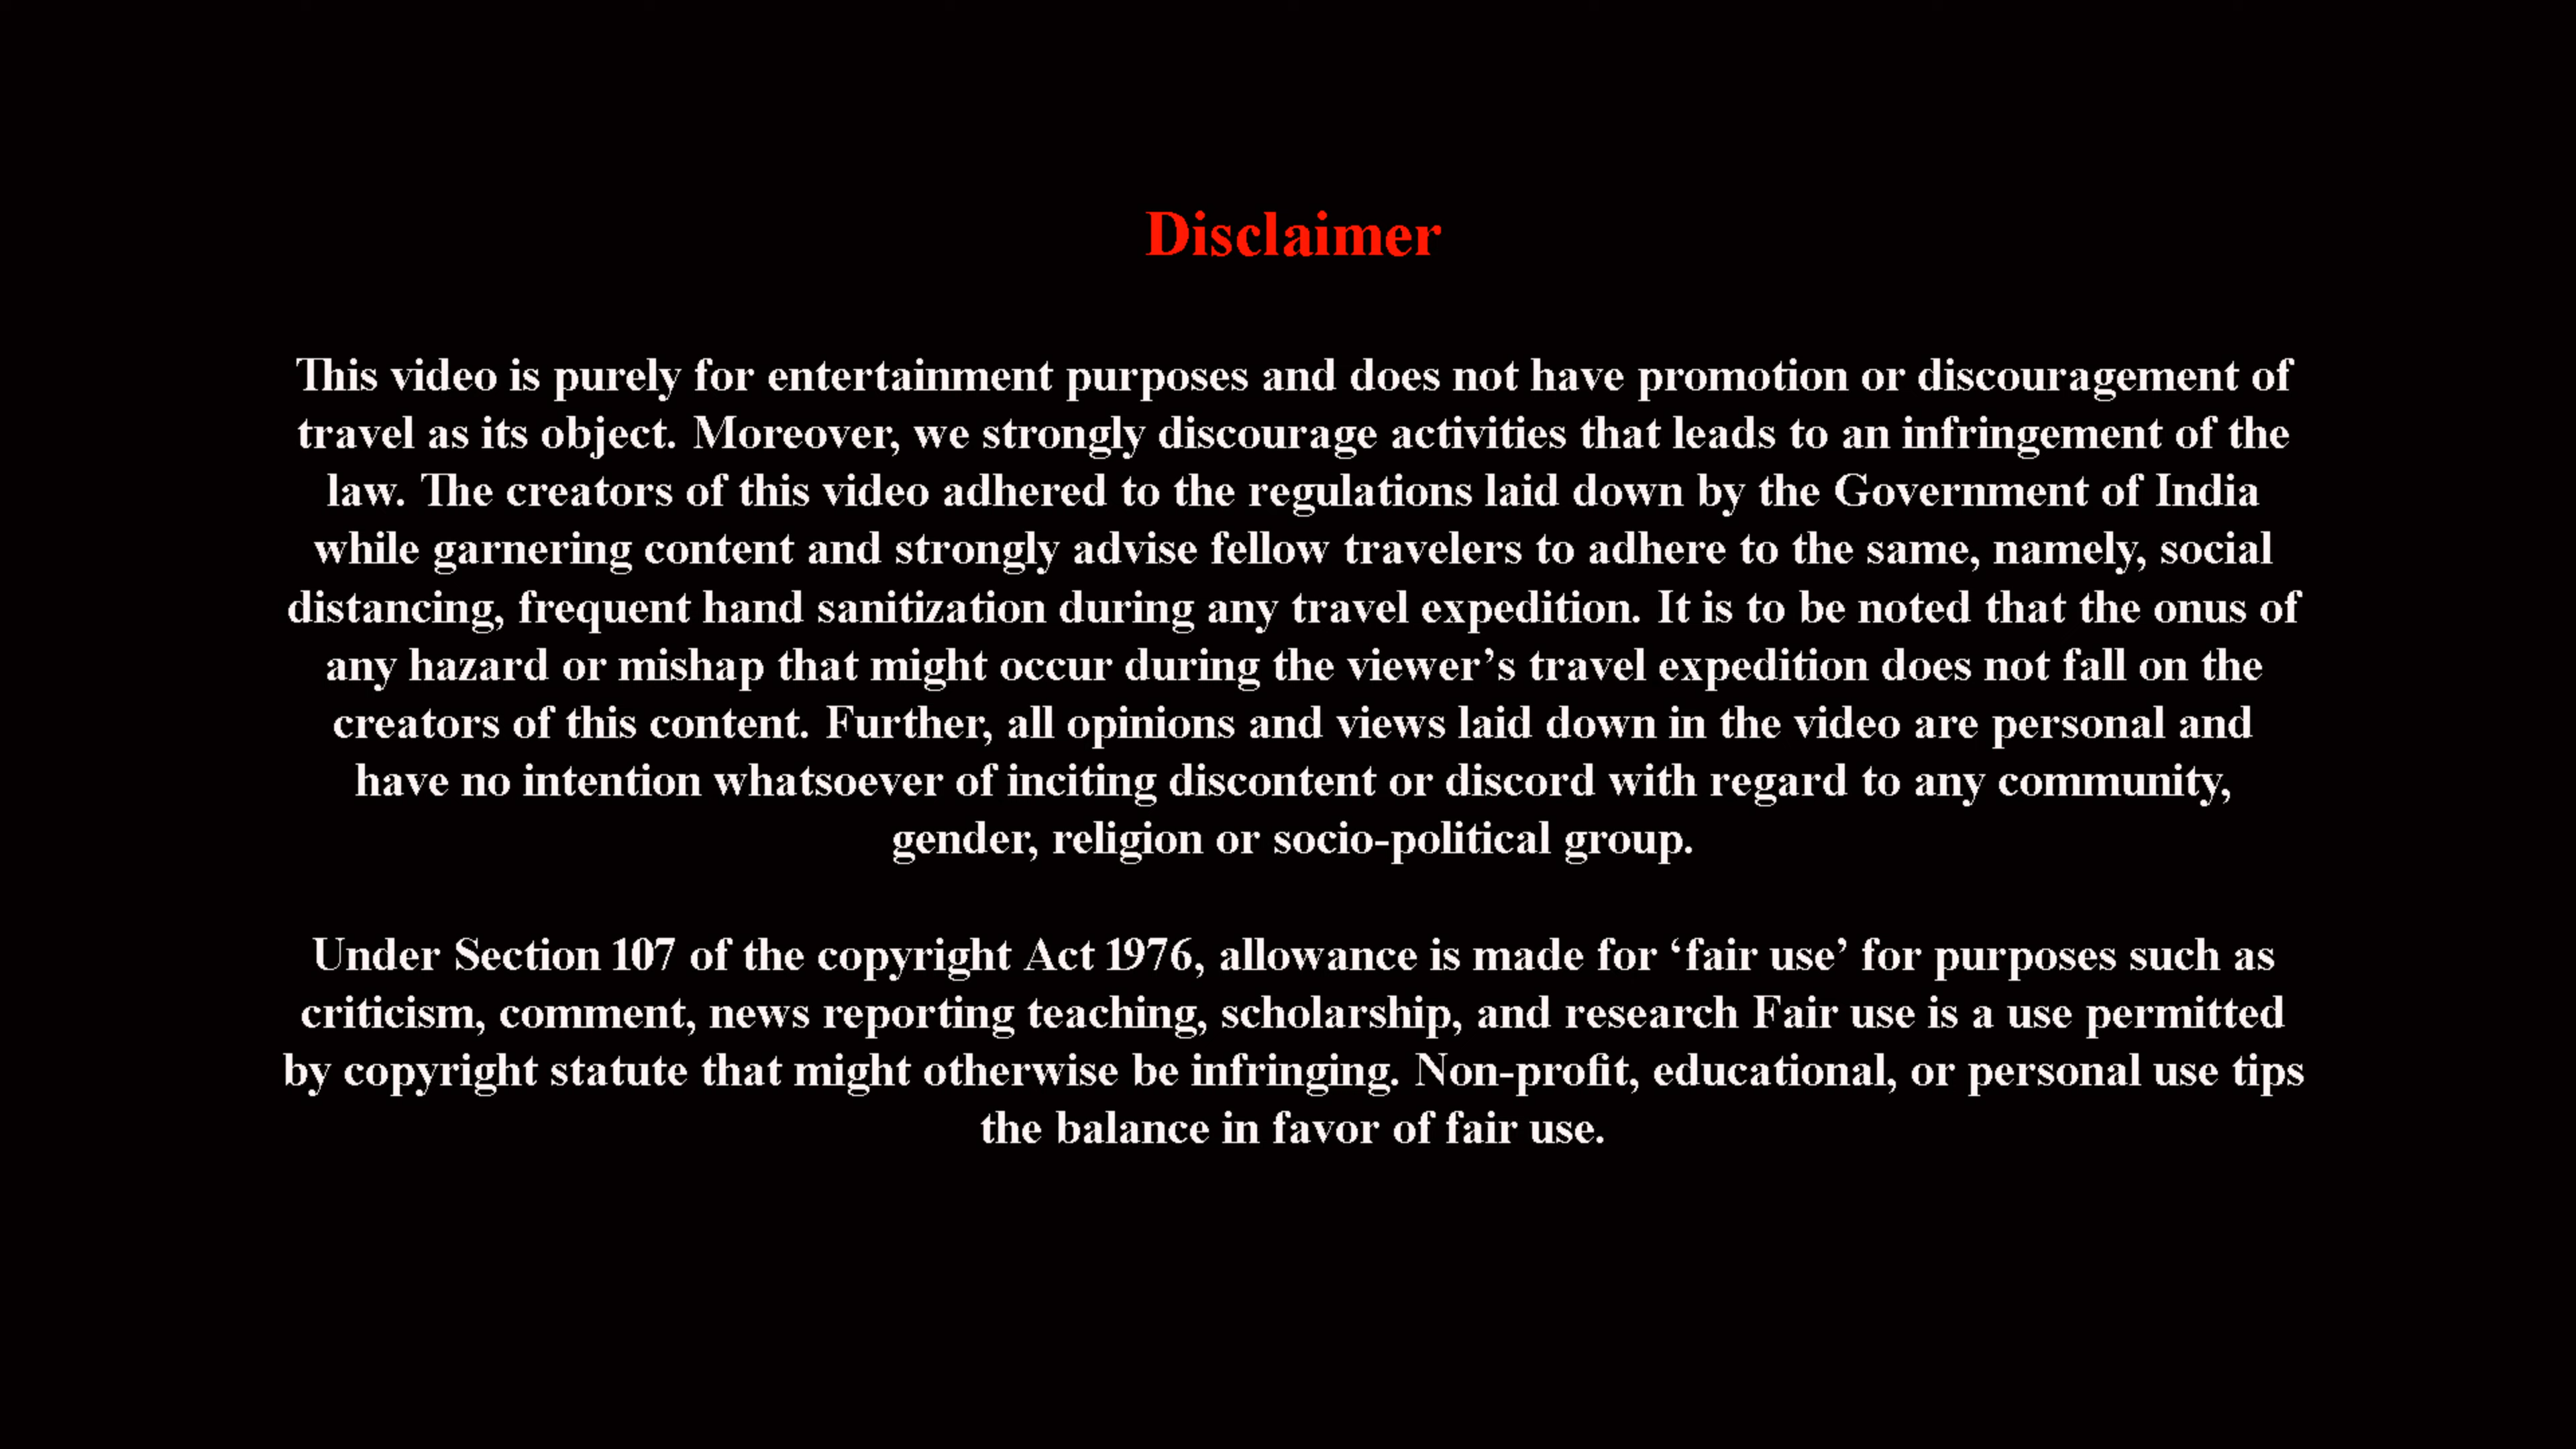 Disclaimer
This video is purely for entertainment purposes and does not have promotion or discouragement of
travel as its object. Moreover, we strongly discourage activities that leads to an infringement of the
law. The creators of this video adhered to the regulations laid down by the Government of India
while garnering content and strongly advise fellow travelers to adhere to the same, namely, social
distancing, frequent hand sanitization during any travel expedition. It is to be noted that the onus of
any hazard or mishap that might occur during the viewer’s travel expedition does not fall on the
creators of this content. Further, all opinions and views laid down in the video are personal and
have no intention whatsoever of inciting discontent or discord with regard to any community,
gender, religion or socio-political group.
Under Section 107 of the copyright Act 1976, allowance is made for ‘fair use’ for purposes such as
criticism, comment, news reporting teaching, scholarship, and research Fair use is a use permitted
by copyright statute that might otherwise be infringing. Non-profit, educational, or personal use tips
the balance in favor of fair use.